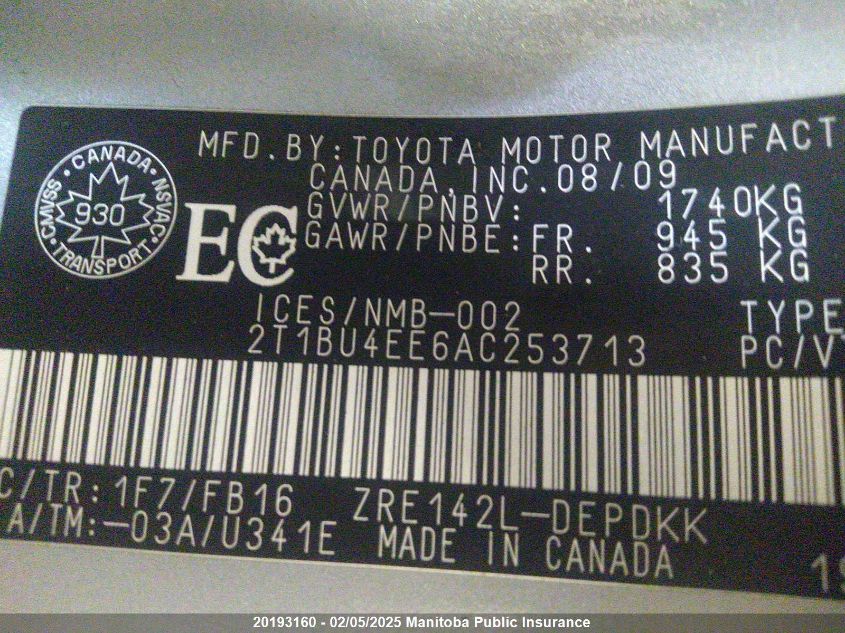 CANADA
CMVSS
NSVAC
930
TRANSPORT
EC
MFD.BY:TOYOTA MOTOR MANUFACT
CANADA,INC.08/09
GVWR/PNBV: 1740KG
GAWR/PNBE:FR. 945 KG
RR. 835 KG
ICES/NMB-002 TYPE
2T1BU4EE6AC253713 PC/V
C/TR:1F7/FB16 ZRE142L-DEPDKK
A/TM:-03A/U341E MADE IN CANADA
20193160 - 02/05/2025 Manitoba Public Insurance